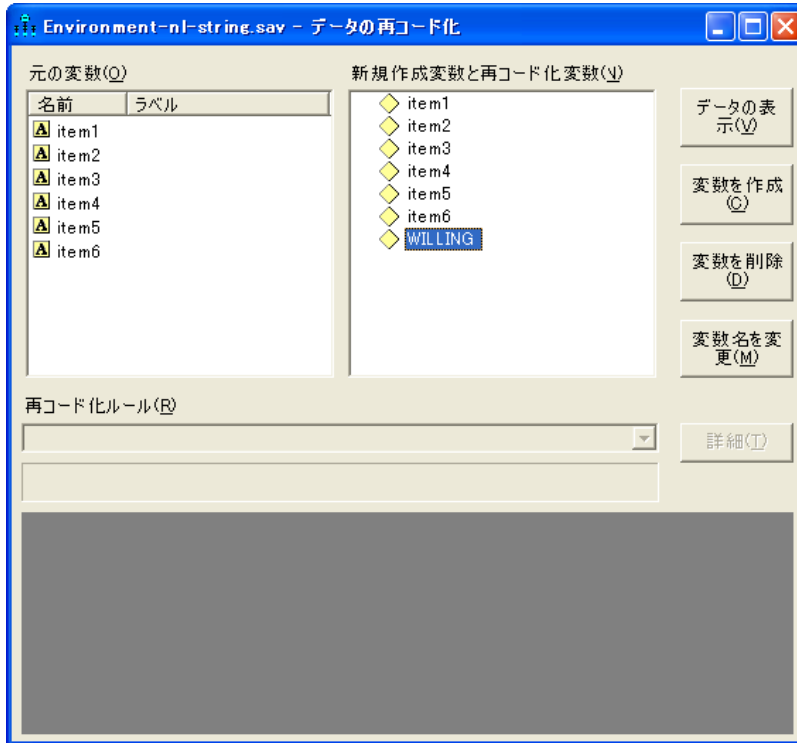 Environment-nl-string.sav - データの再コード化
元の変数(O)
名前 ラベル
item1
item2
item3
item4
item5
item6
新規作成変数と再コード化変数(V)
item1
item2
item3
item4
item5
item6
WILLING
データの表
示(V)
変数を作成
(C)
変数を削除
(D)
変数名を変
更(M)
再コード化ルール(R)
詳細(T)